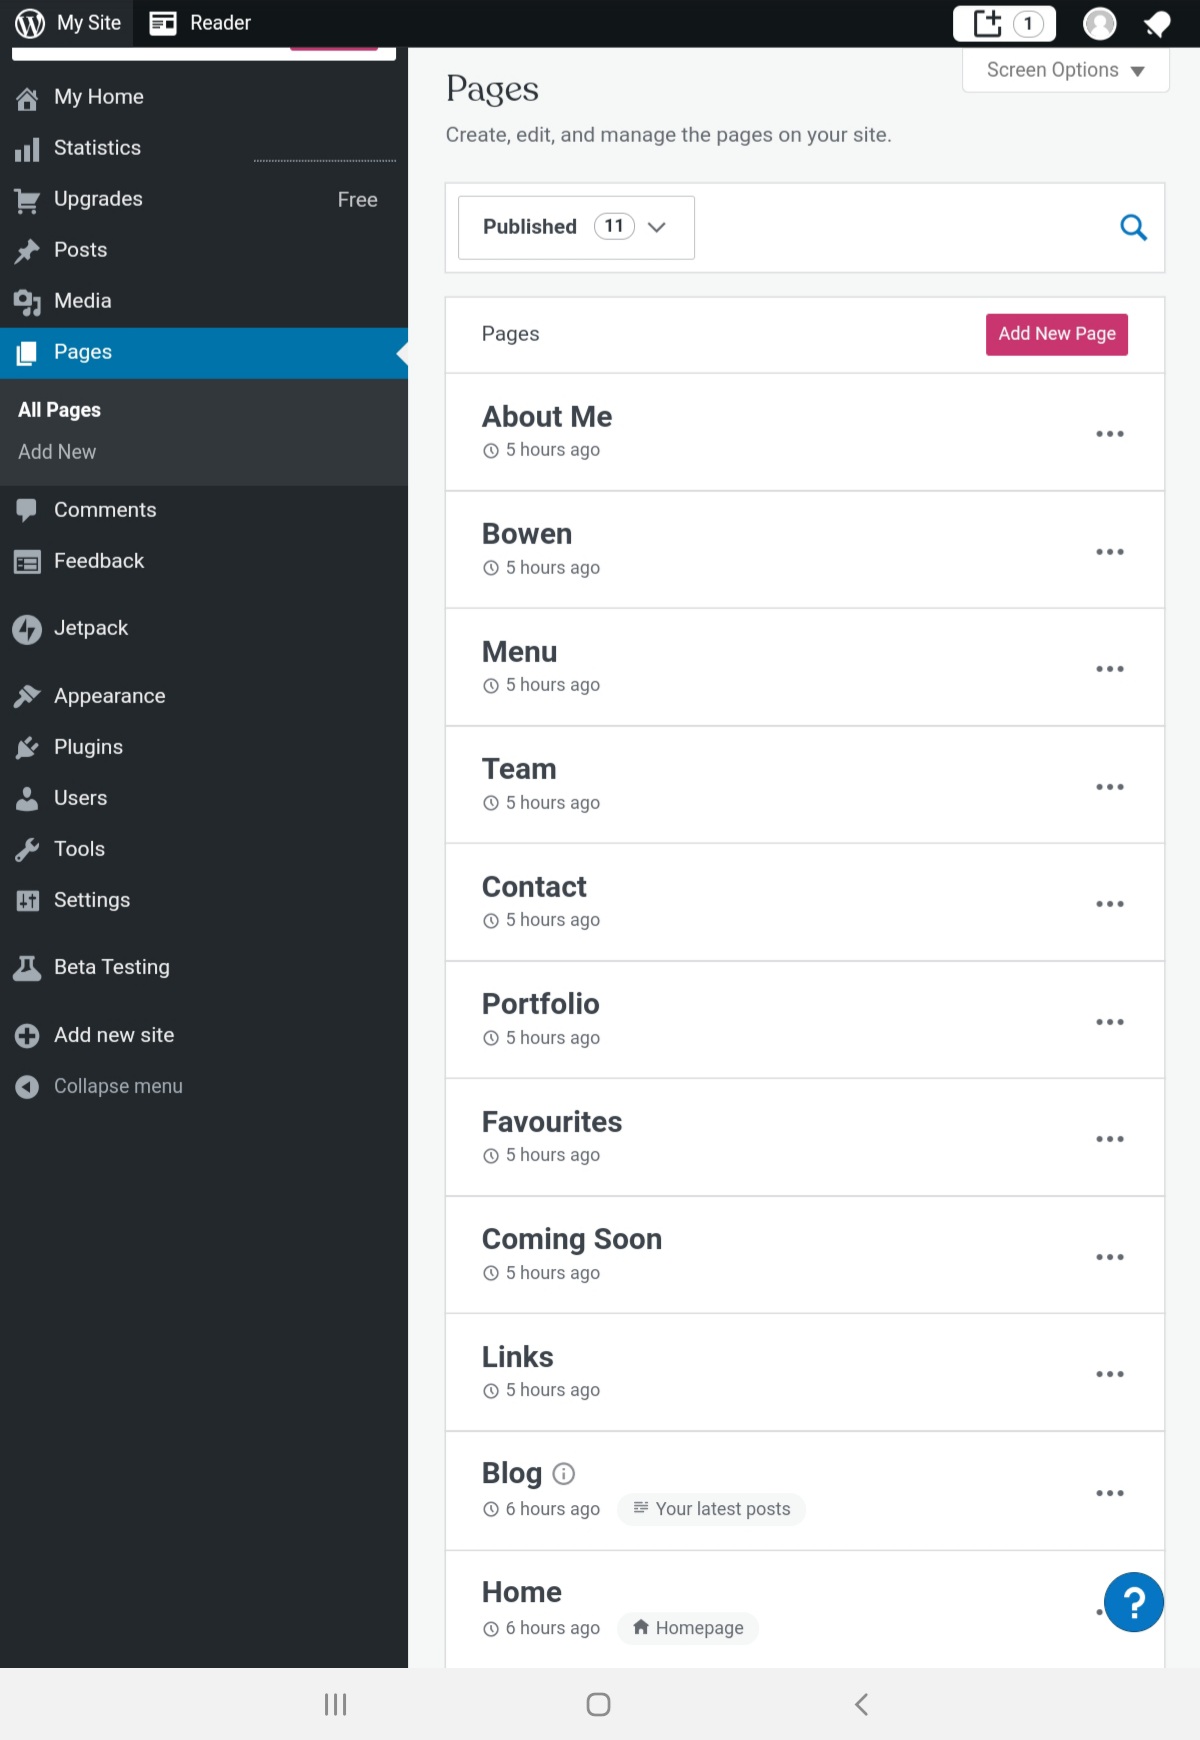 My Site
Reader
1
My Home
Statistics
Upgrades
Free
Posts
Media
Pages
All Pages
Add New
Comments
Feedback
Jetpack
Appearance
Plugins
Users
Tools
Settings
Beta Testing
Add new site
Collapse menu
Screen Options
Pages
Create, edit, and manage the pages on your site.
Published 11
Pages
Add New Page
About Me
5 hours ago
Bowen
5 hours ago
Menu
5 hours ago
Team
5 hours ago
Contact
5 hours ago
Portfolio
5 hours ago
Favourites
5 hours ago
Coming Soon
5 hours ago
Links
5 hours ago
Blog
6 hours ago Your latest posts
Home
6 hours ago Homepage
?